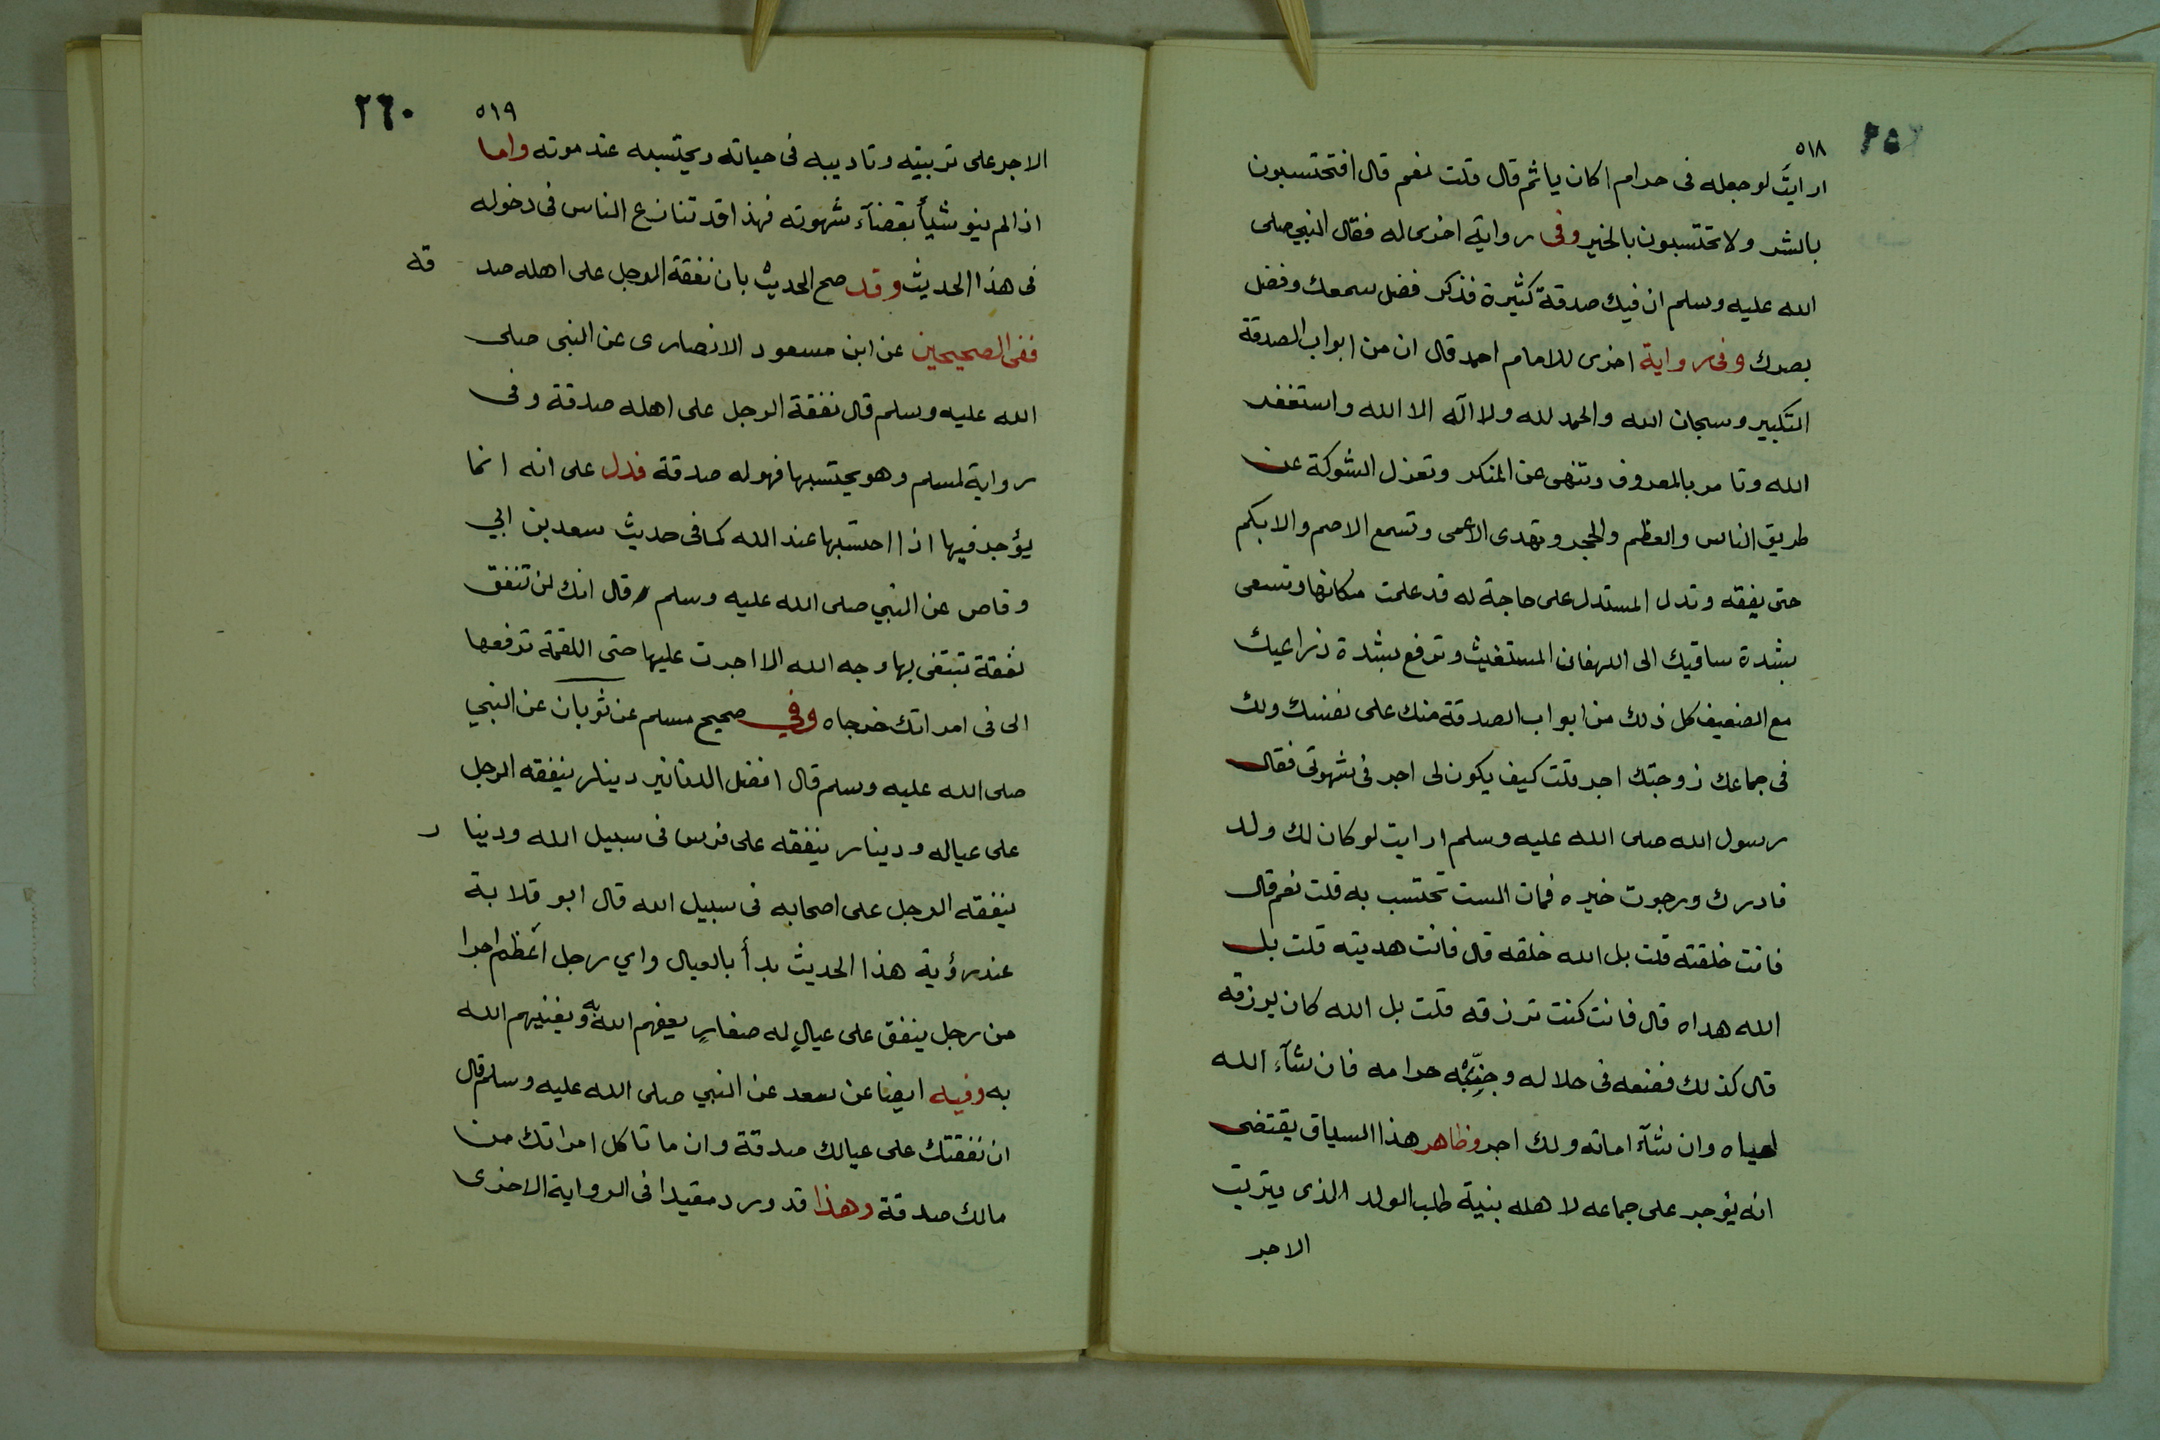 ٥١٨
ارايتَ لو جعله فى حرام اكان ياثم قال قلت نعم قال افتحتسبون
بالشر ولا تحتسبون بالخير وفى رواية اخرى له فقال النبي صلى
الله عليه وسلم ان فيك صدقة كثيرة فذكر فضل سمعك وفضل
بصرك وفى رواية اخرى للامام احمد قال ان من ابواب الصدقة
التكبير وسبحان الله والحمد لله ولا اله الا الله واستغفر
الله وتامر بالمعروف وتنهى عن المنكر وتعزل الشوكة عن
طريق الناس والعظم والحجر وتهدى الاعمى وتسمع الاصم والابكم
حتى يفقه وتدل المستدل على حاجة له قد علمت مكانها وتسعى
بشدة ساقيك الى اللهفان المستغيث وترفع بشدة ذراعيك
مع الضعيف كل ذلك من ابواب الصدقة منك على نفسك ولك
فى جماعك زوجتك اجر قلت كيف يكون لى اجر فى شهوتى فقال
رسول الله صلى الله عليه وسلم ارايت لو كان لك ولد
فادرك ورجوت خيره فمات الست تحتسب به قلت نعم قال
فانت خلقته قلت بل الله خلقه قال فانت هديته قلت بل
الله هداه قال فانت كنت ترزقه قلت بل الله كان يرزقه
قال كذلك فضعه فى حلاله وجنِّبْه حرامه فان شآء الله
احياه وان شآء اماته ولك اجر وظاهر هذا السياق يقتضى
انه يؤجر على جماعه لاهله بنية طلب الولد الذى يترتب
الاجر
٢٦٠
٥١٩
الاجر على تربيته وتاديبه فى حياته ويحتسبه عند موته واما
اذا لم ينو شيأ بقضآء شهوته فهذا قد تنازع الناس فى دخوله
فى هذا الحديث وقد صح الحديث بان نفقة الرجل على اهله صدقة
ففى الصحيحين عن ابن مسعود الانصارى عن النبى صلى
الله عليه وسلم قال نفقة الرجل على اهله صدقة وفى
رواية لمسلم وهو يحتسبها فهو له صدقة فدل على انه انما
يؤجر فيها اذا احتسبها عند الله كما فى حديث سعد بن ابي
وقاص عن النبي صلى الله عليه وسلم قال انك لن تنفق
نفقة تبتغى بها وجه الله الا اجرت عليها حتى اللقمة ترفعها
الى فى امراتك خرجاه وفي صحيح مسلم عن ثوبان عن النبي
صلى الله عليه وسلم قال افضل الدنانير دينار ينفقه الرجل
على عياله ودينار ينفقه على فرس فى سبيل الله ودينار
ينفقه الرجل على اصحابه فى سبيل الله قال ابو قلابة
عند رؤية هذا الحديث بدأ بالعيال واي رجل اعظم اجرا
من رجل ينفق على عيالٍ له صغارٍ يعفهم الله به ويغنيهم الله
به وفيه ايضا عن سعد عن النبي صلى الله عليه وسلم قال
ان نفقتك على عيالك صدقة وان ما تاكل امراتك من
مالك صدقة وهذا قد ورد مقيدا فى الرواية الاخرى